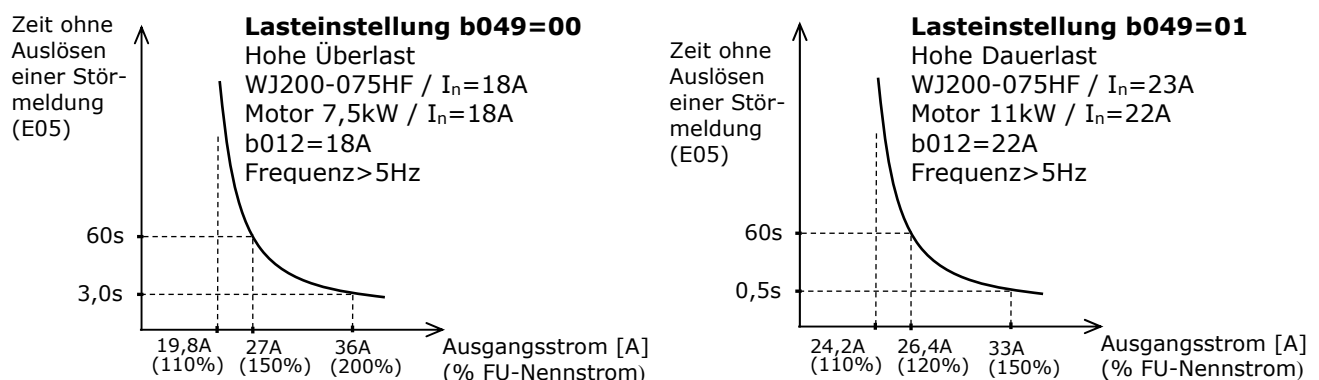 Zeit ohne
Auslösen
einer Stör-
meldung
(E05)
Lasteinstellung b049=00
Hohe Überlast
WJ200-075HF / In=18A
Motor 7,5kW / In=18A
b012=18A
Frequenz>5Hz
60s
3,0s
19,8A
(110%)
27A
(150%)
36A
(200%)
Ausgangsstrom [A]
(% FU-Nennstrom)
Zeit ohne
Auslösen
einer Stör-
meldung
(E05)
Lasteinstellung b049=01
Hohe Dauerlast
WJ200-075HF / In=23A
Motor 11kW / In=22A
b012=22A
Frequenz>5Hz
60s
0,5s
24,2A
(110%)
26,4A
(120%)
33A
(150%)
Ausgangsstrom [A]
(% FU-Nennstrom)